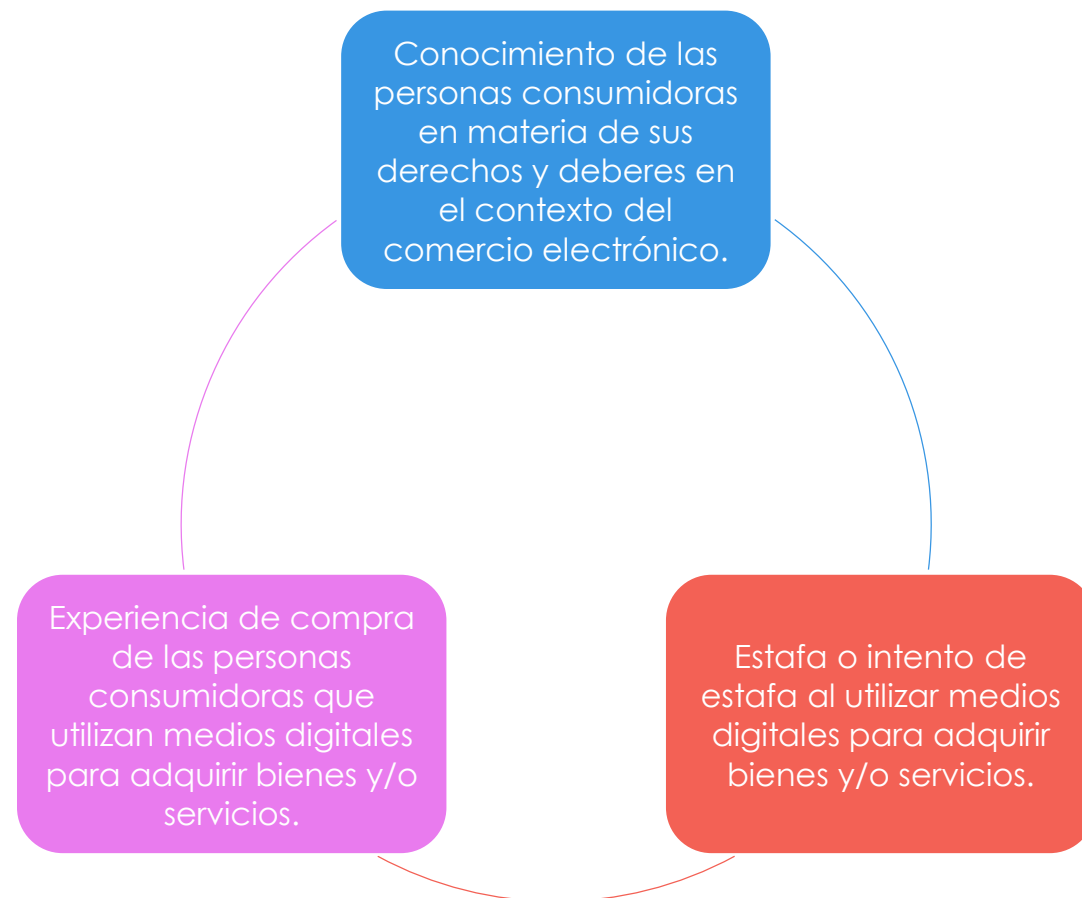 Conocimiento de las
personas consumidoras
en materia de sus
derechos y deberes en
el contexto del
comercio electrónico.
Experiencia de compra
de las personas
consumidoras que
utilizan medios digitales
para adquirir bienes y/o
servicios.
Estafa o intento de
estafa al utilizar medios
digitales para adquirir
bienes y/o servicios.